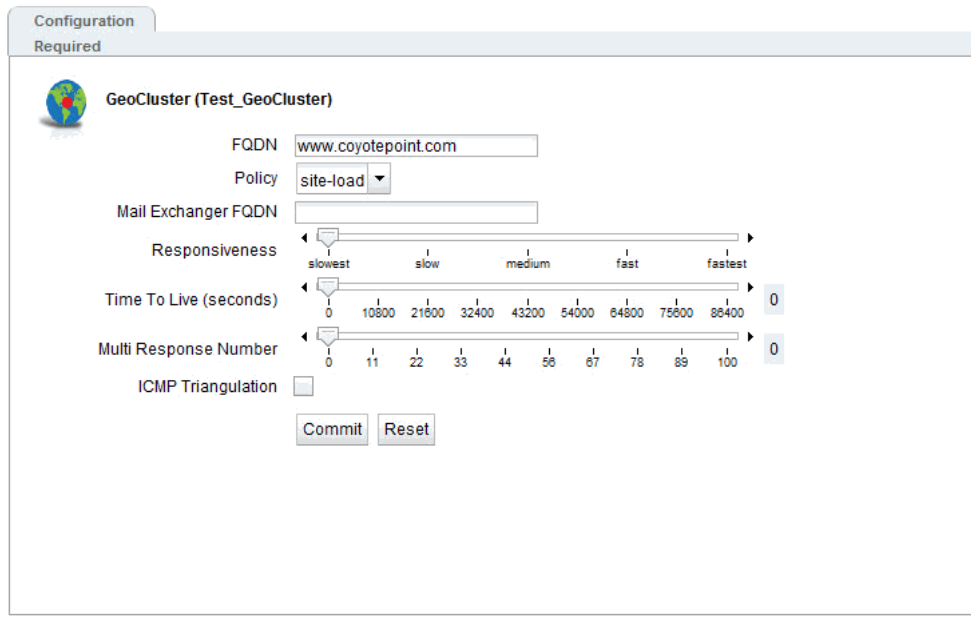 Configuration
Required
GeoCluster (Test_GeoCluster)
FQDN www.coyotepoint.com
Policy site-load
Mail Exchanger FQDN
Responsiveness
slowest slow medium fast fastest
Time To Live (seconds) 0
0 10800 21600 32400 43200 54000 64800 75600 86400
Multi Response Number 0
0 11 22 33 44 56 67 78 89 100
ICMP Triangulation
Commit Reset